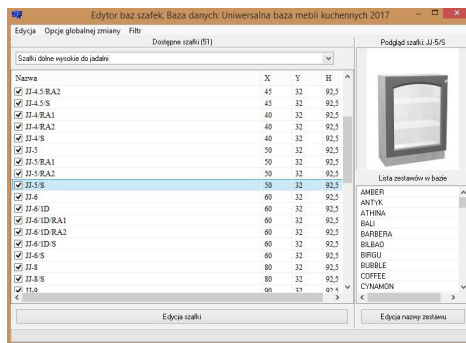 Edytor baz szafek. Baza danych: Uniwersalna baza mebli kuchennych 2017
Edycja Opcje globalnej zmiany Filtr
Dostępne szafki (51)
Szafki dolne wysokie do jadalni
Nazwa X Y H
JJ-4.5/RA2 45 32 92,5
JJ-4.5/S 45 32 92,5
JJ-4/RA1 40 32 92,5
JJ-4/RA2 40 32 92,5
JJ-4/S 40 32 92,5
JJ-5 50 32 92,5
JJ-5/RA1 50 32 92,5
JJ-5/RA2 50 32 92,5
JJ-5/S 50 32 92,5
JJ-6 60 32 92,5
JJ-6/1D 60 32 92,5
JJ-6/1D/RA1 60 32 92,5
JJ-6/1D/RA2 60 32 92,5
JJ-6/1D/S 60 32 92,5
JJ-6/S 60 32 92,5
JJ-8 80 32 92,5
JJ-8/S 80 32 92,5
JJ-9 90 32 92,5
Edycja szafki
Podgląd szafki: JJ-5/S
Lista zestawów w bazie
AMBER
ANTYK
ATHINA
BALI
BARBERA
BILBAO
BIRGU
BUBBLE
COFFEE
CYNAMON
Edycja nazwy zestawu